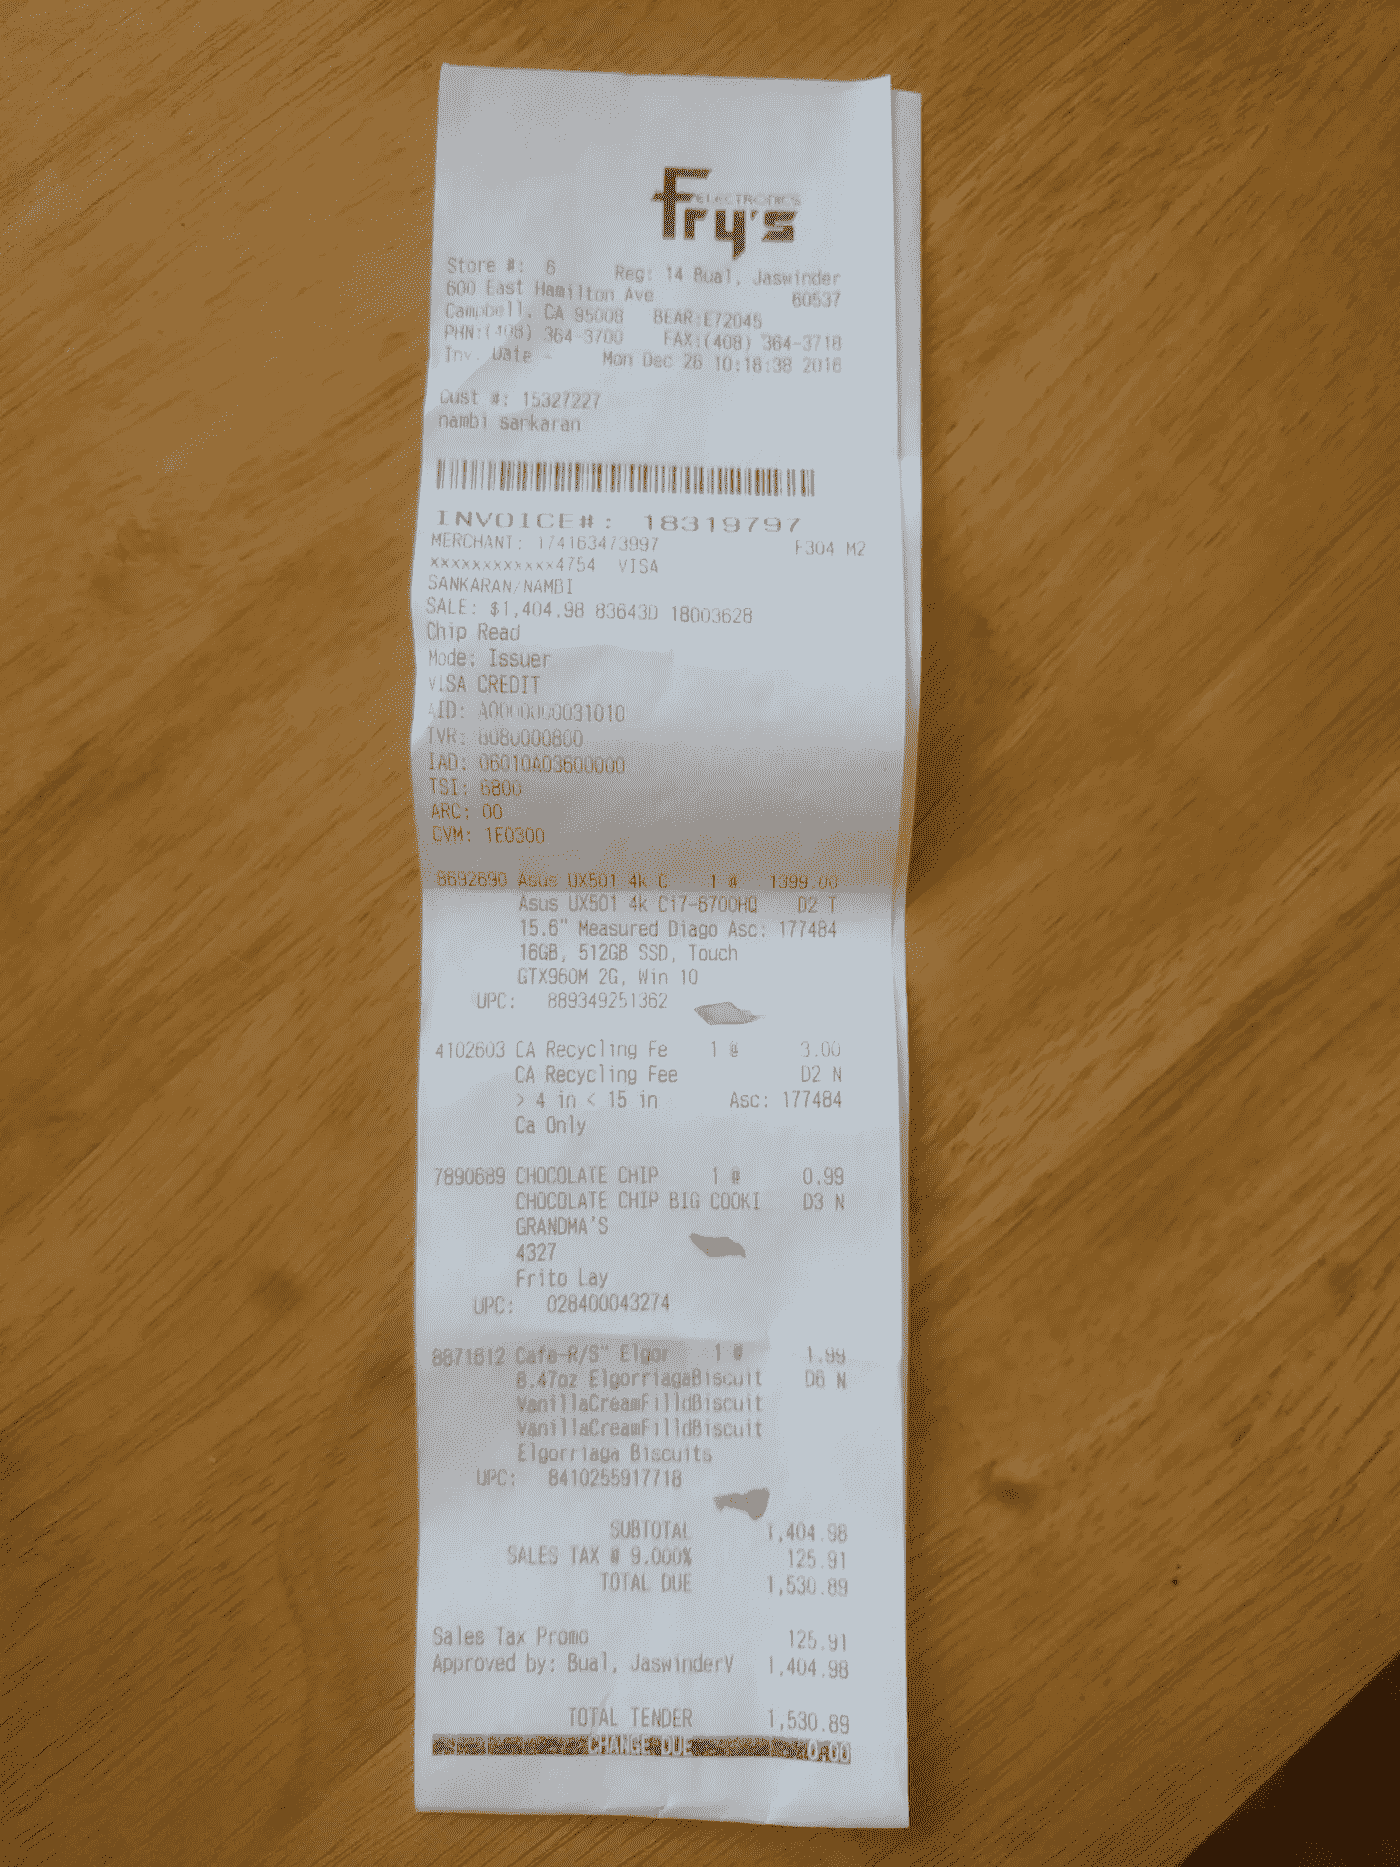 Fry's ELECTRONICS
Store #: 6 Reg: 14 Bual, Jaswinder
600 East Hamilton Ave 60537
Campbell, CA 95008 BEAR:E72045
PHN:(408) 364-3700 FAX:(408) 364-3718
Inv. Date - Mon Dec 26 10:16:38 2016
Cust #: 15327227
nambi sankaran
INVOICE#: 18319797
MERCHANT: 174163473997 F304 M2
xxxxxxxxxxxx4754 VISA
SANKARAN/NAMBI
SALE: $1,404.98 83643D 18003628
Chip Read
Mode: Issuer
VISA CREDIT
AID: A0000000031010
TVR: 8080000800
IAD: 06010A03600000
TSI: 6800
ARC: 00
CVM: 1E0300
8692690 Asus UX501 4k C 1 @ 1399.00
Asus UX501 4k Ci7-6700HQ D2 T
15.6" Measured Diago Asc: 177484
16GB, 512GB SSD, Touch
GTX960M 2G, Win 10
UPC: 889349251362
4102603 CA Recycling Fe 1 @ 3.00
CA Recycling Fee D2 N
> 4 in < 15 in Asc: 177484
Ca Only
7890689 CHOCOLATE CHIP 1 @ 0.99
CHOCOLATE CHIP BIG COOKI D3 N
GRANDMA'S
4327
Frito Lay
UPC: 028400043274
8871612 Cafe-R/S" Elgor 1 @ 1.99
8.47oz ElgorriagaBiscuit D6 N
VanillaCreamFilldBiscuit
VanillaCreamFilldBiscuit
Elgorriaga Biscuits
UPC: 8410255917718
SUBTOTAL 1,404.98
SALES TAX @ 9.000% 125.91
TOTAL DUE 1,530.89
Sales Tax Promo 125.91
Approved by: Bual, JaswinderV 1,404.98
TOTAL TENDER 1,530.89
CHANGE DUE 0.00